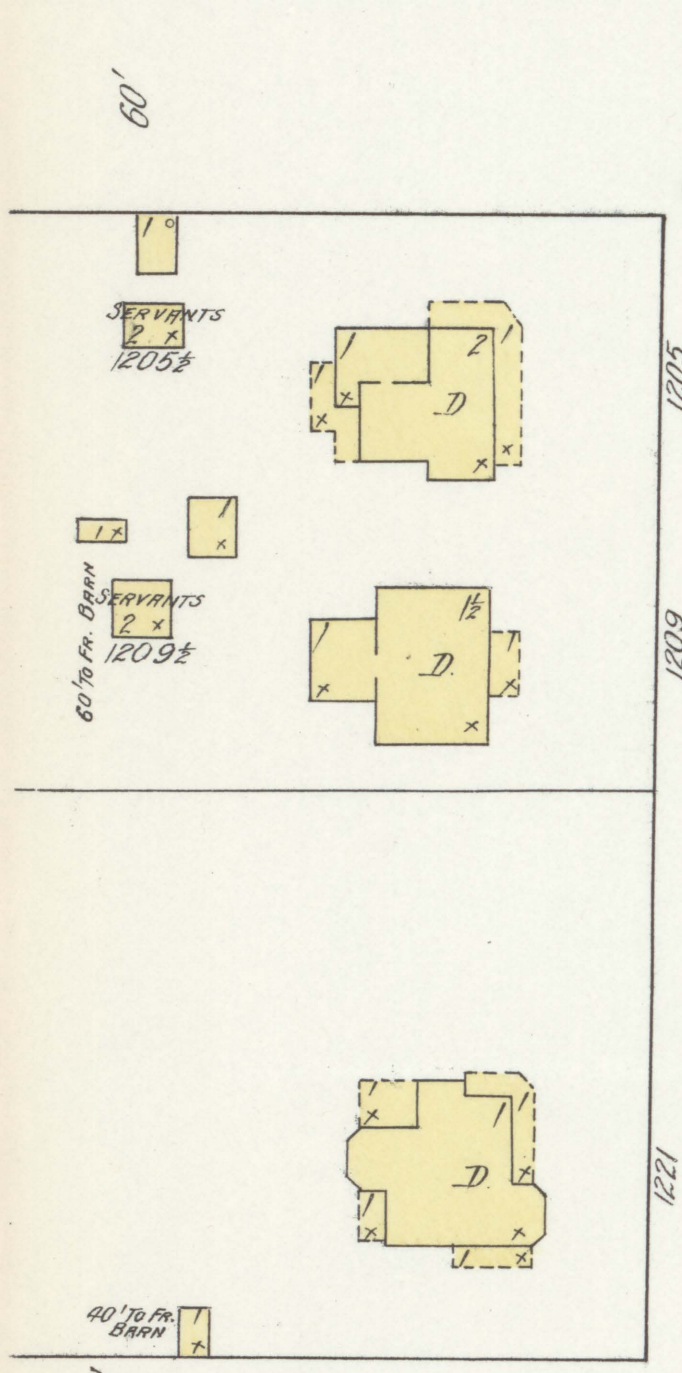 60'
1 o
SERVANTS
2 x
1205½
1
2
1
1
x
D
x
x
x
1205
1 x
1
x
SERVANTS
2 x
1209½
60' TO FR. BARN
1½
1
1
D.
x
x
x
1209
1
x
1
1
D.
x
1
x
x
1
x
1221
40' TO FR.
BARN
1
x